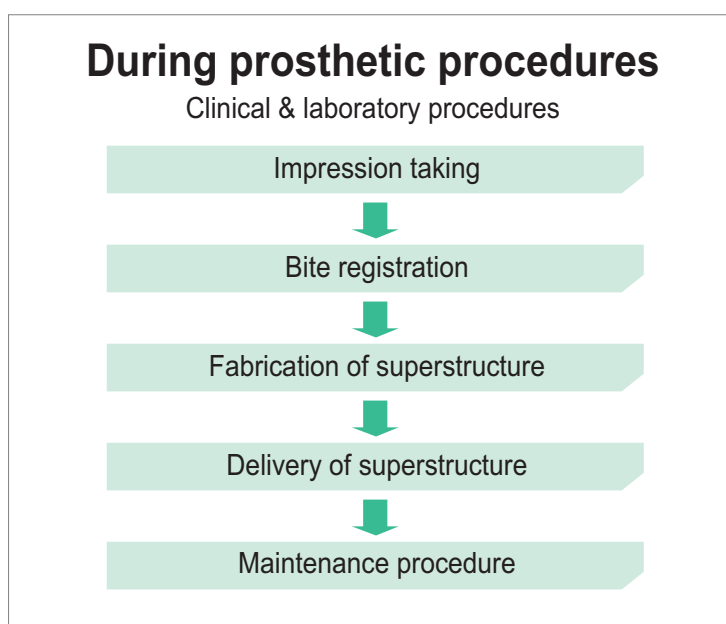 During prosthetic procedures
Clinical & laboratory procedures
Impression taking
Bite registration
Fabrication of superstructure
Delivery of superstructure
Maintenance procedure